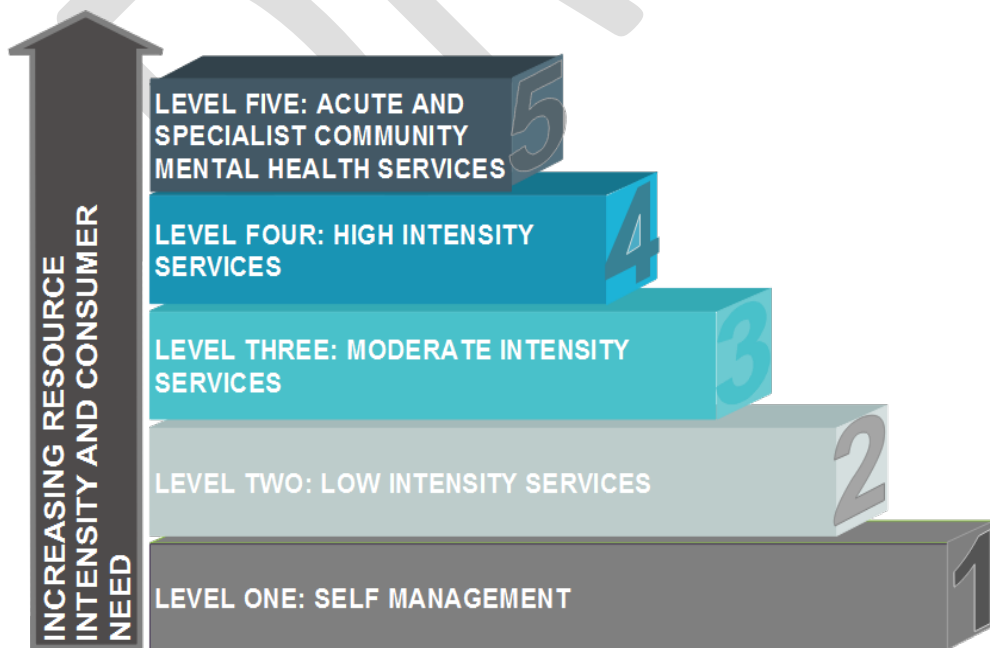 INCREASING RESOURCE
INTENSITY AND CONSUMER
NEED
LEVEL FIVE: ACUTE AND
SPECIALIST COMMUNITY
MENTAL HEALTH SERVICES
5
LEVEL FOUR: HIGH INTENSITY
SERVICES
4
LEVEL THREE: MODERATE INTENSITY
SERVICES
3
LEVEL TWO: LOW INTENSITY SERVICES
2
LEVEL ONE: SELF MANAGEMENT
1